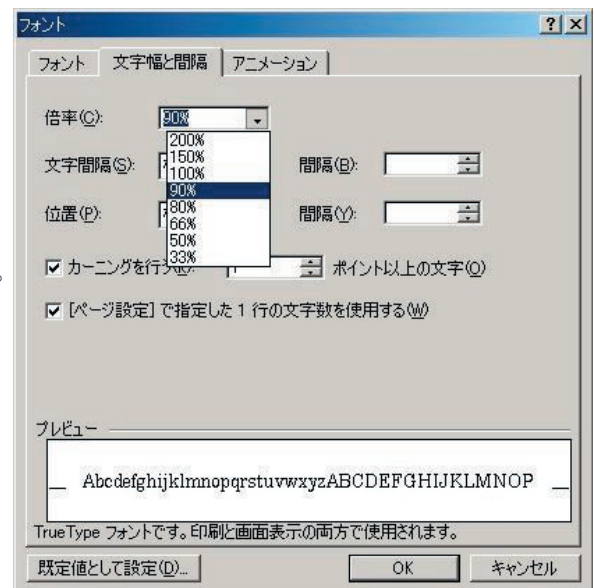 フォント
フォント 文字幅と間隔 アニメーション
倍率(C): 90%
200%
150%
文字間隔(S): 100% 間隔(B):
90%
位置(P): 80% 間隔(Y):
66%
50%
33%
カーニングを行う ポイント以上の文字(O)
[ページ設定] で指定した 1 行の文字数を使用する(W)
プレビュー
AbcdefghijklmnopqrstuvwxyzABCDEFGHIJKLMNOP
TrueType フォントです。印刷と画面表示の両方で使用されます。
既定値として設定(D)... OK キャンセル